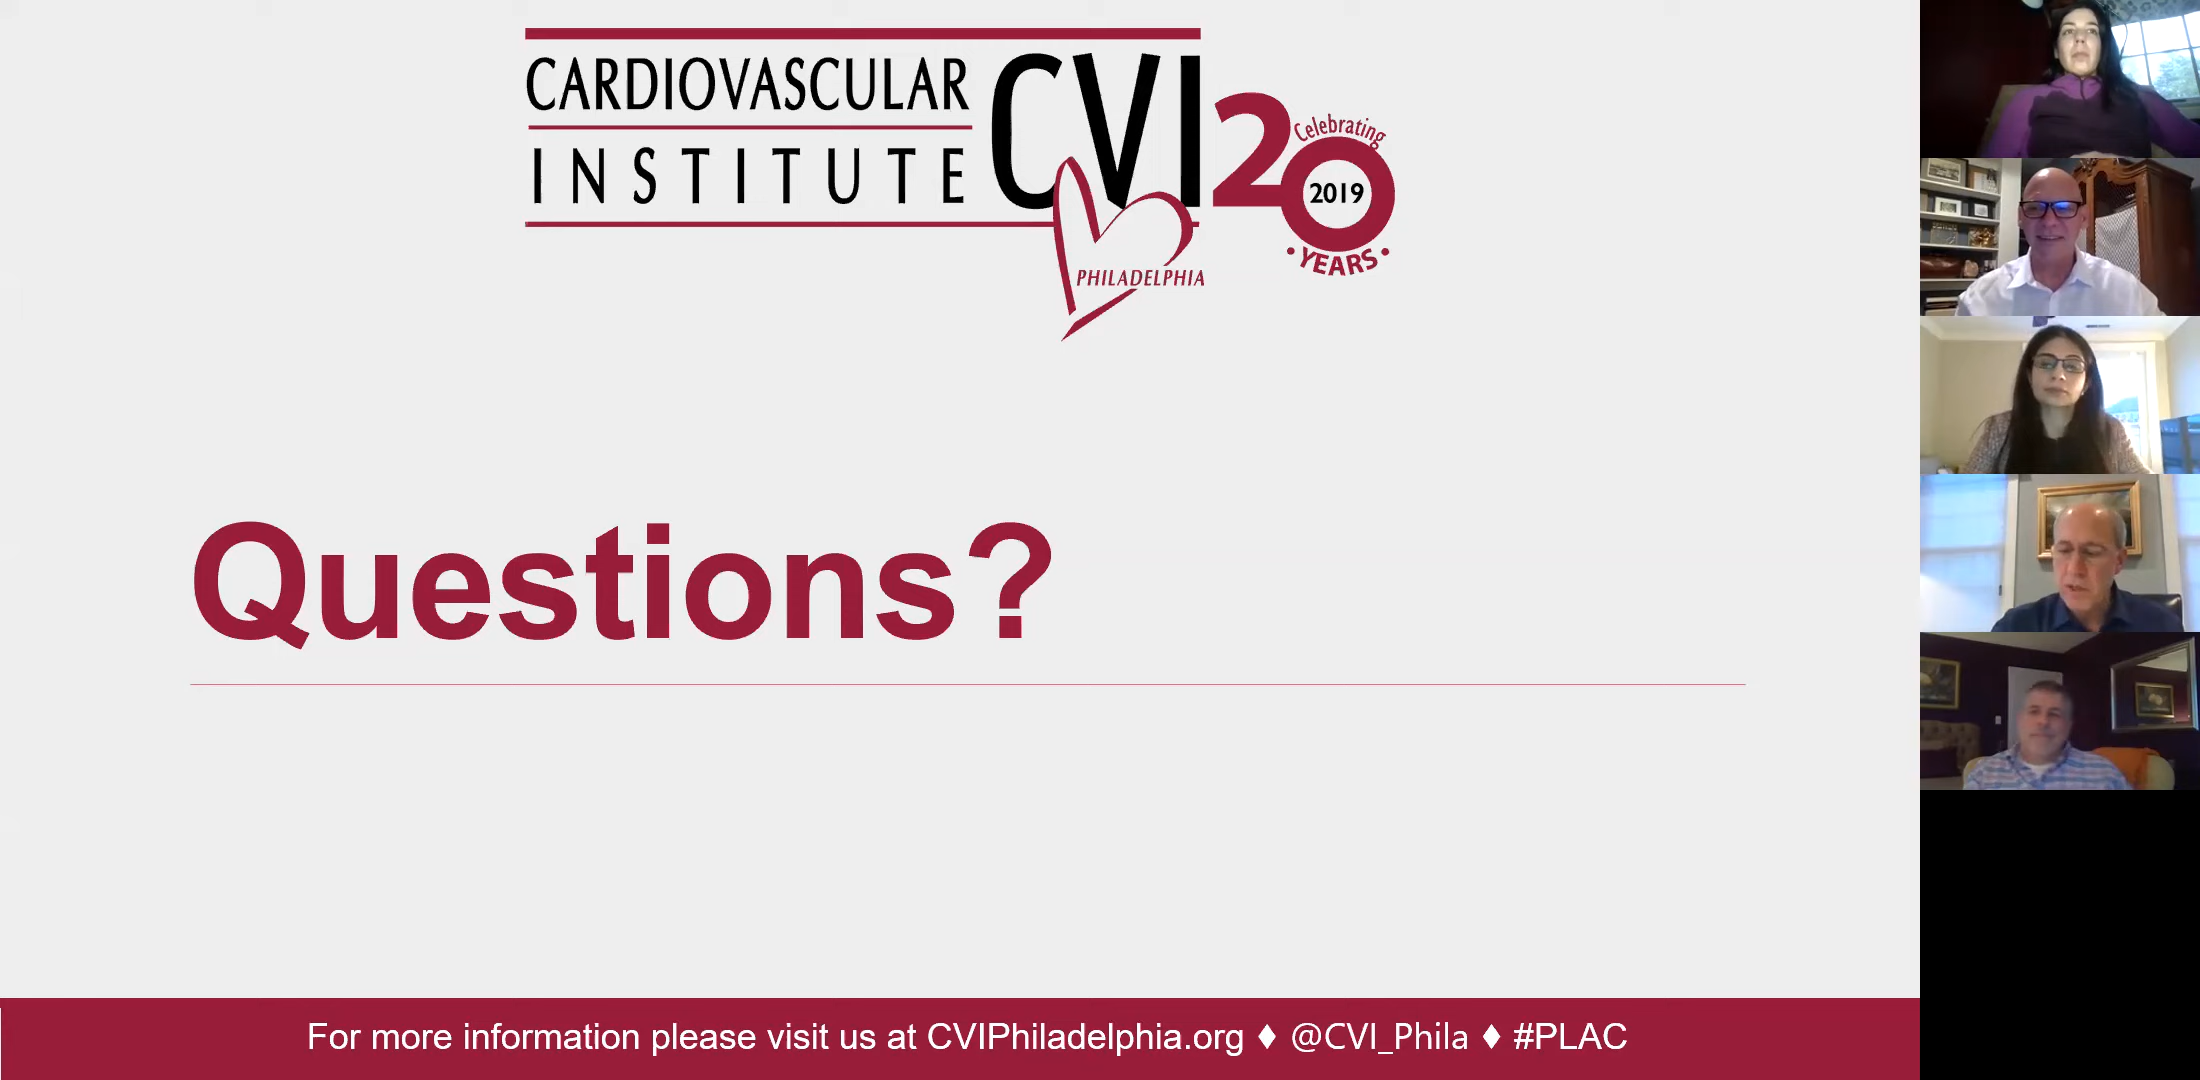 CARDIOVASCULAR
INSTITUTE
CVI
PHILADELPHIA
20
Celebrating
2019
• YEARS •
Questions?
For more information please visit us at CVIPhiladelphia.org ♦ @CVI_Phila ♦ #PLAC